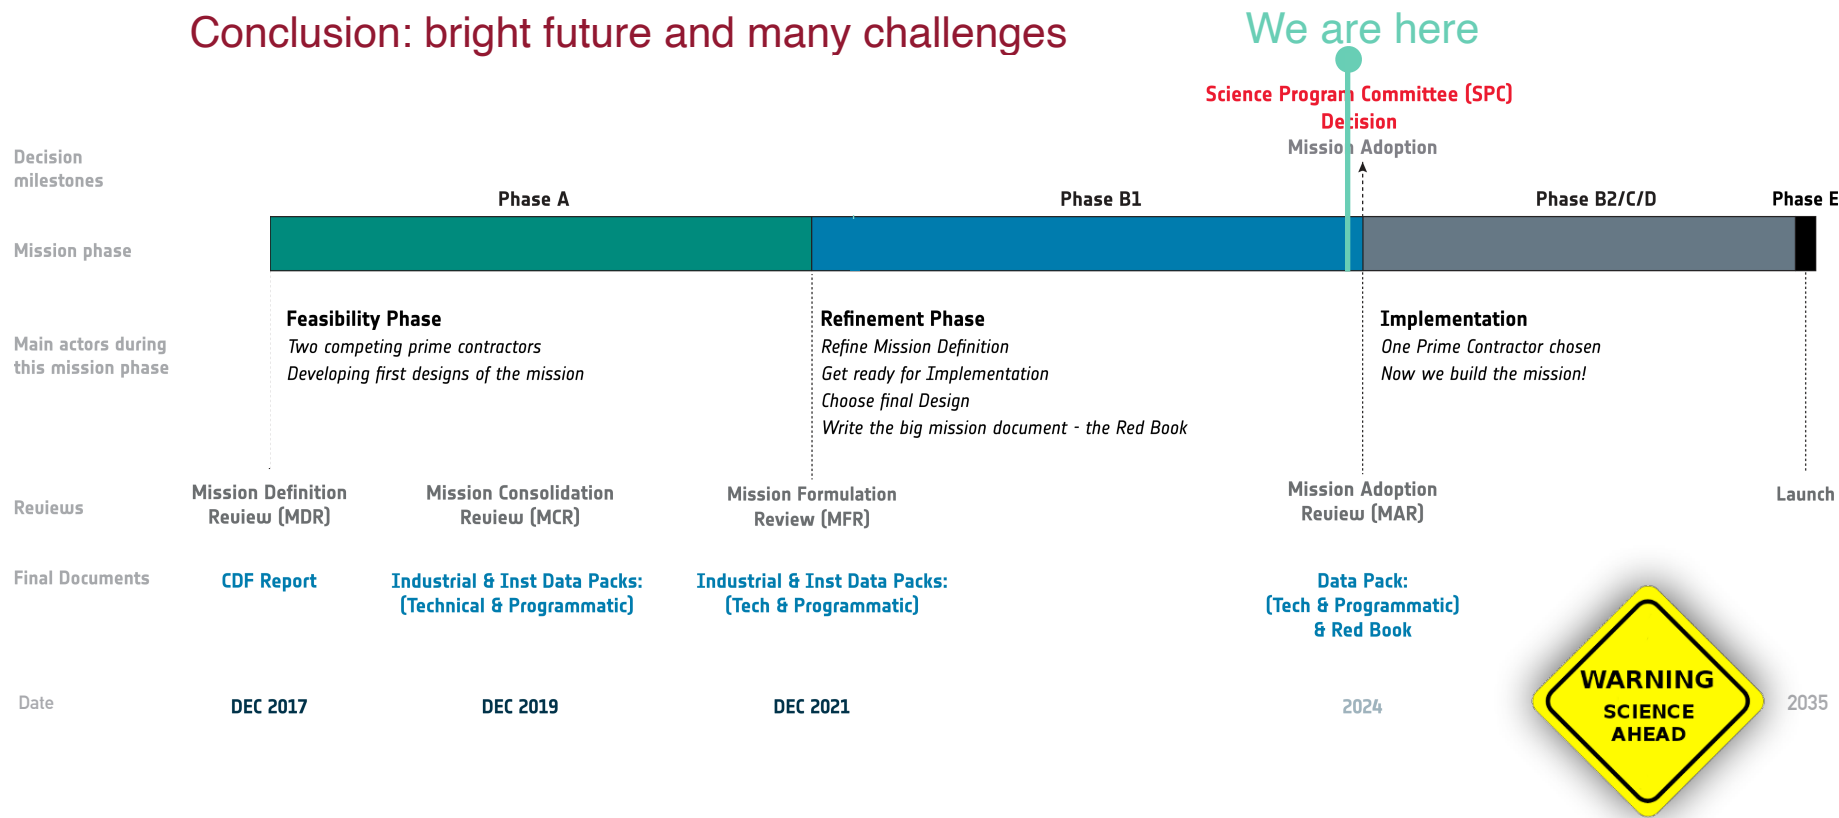 Conclusion: bright future and many challenges
We are here
Science Program Committee (SPC)
Decision
Mission Adoption
Decision
milestones
Phase A
Phase B1
Phase B2/C/D
Phase E
Mission phase
Main actors during
this mission phase
Feasibility Phase
Two competing prime contractors
Developing first designs of the mission
Refinement Phase
Refine Mission Definition
Get ready for Implementation
Choose final Design
Write the big mission document - the Red Book
Implementation
One Prime Contractor chosen
Now we build the mission!
Reviews
Mission Definition
Review (MDR)
Mission Consolidation
Review (MCR)
Mission Formulation
Review (MFR)
Mission Adoption
Review (MAR)
Launch
Final Documents
CDF Report
Industrial & Inst Data Packs:
(Technical & Programmatic)
Industrial & Inst Data Packs:
(Tech & Programmatic)
Data Pack:
(Tech & Programmatic)
& Red Book
WARNING
SCIENCE
AHEAD
Date
DEC 2017
DEC 2019
DEC 2021
2024
2035